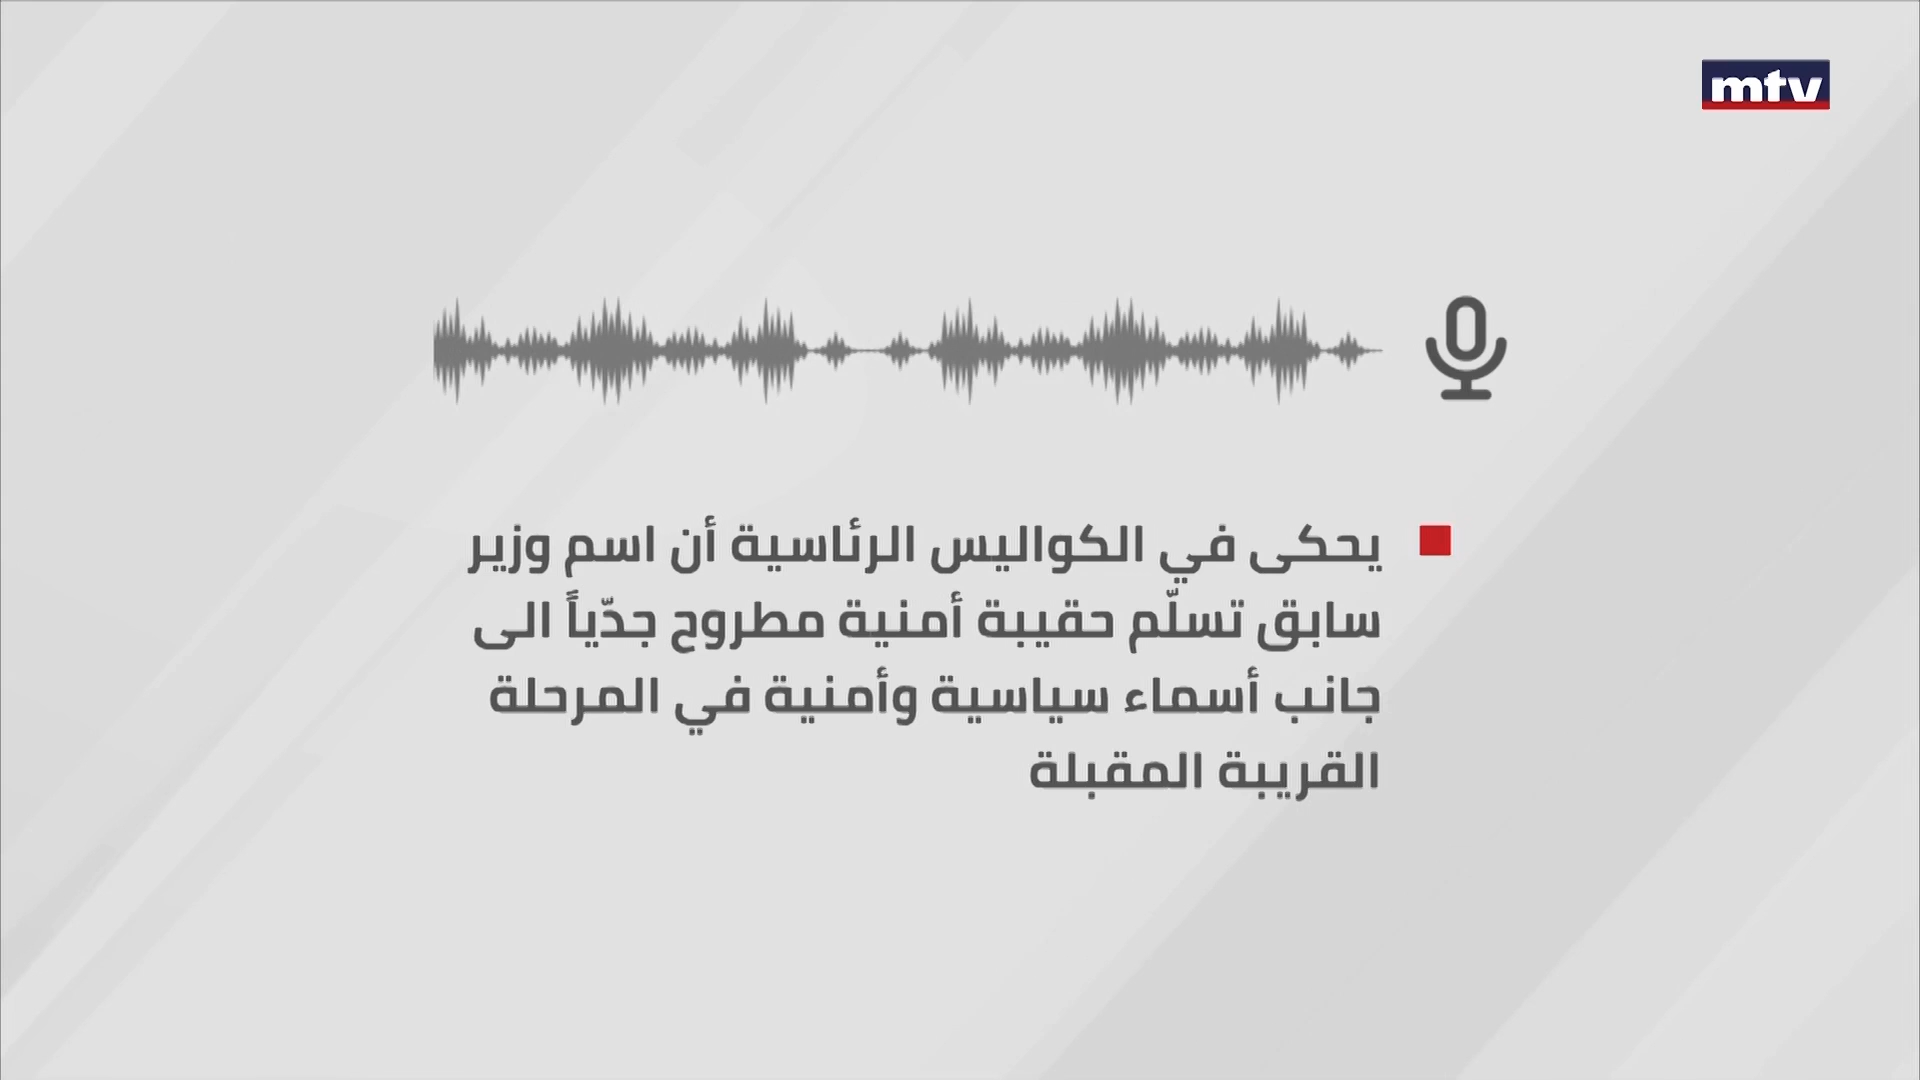 mtv
يحكى في الكواليس الرئاسية أن اسم وزير
سابق تسلّم حقيبة أمنية مطروح جدّياً الى
جانب أسماء سياسية وأمنية في المرحلة
القريبة المقبلة